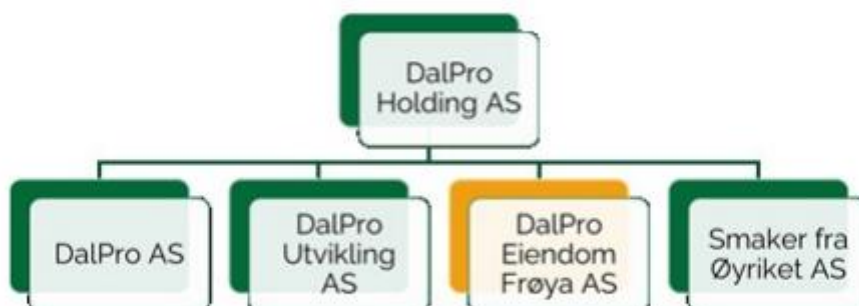 DalPro
Holding AS
DalPro AS
DalPro
Utvikling
AS
DalPro
Eiendom
Frøya AS
Smaker fra
Øyriket AS